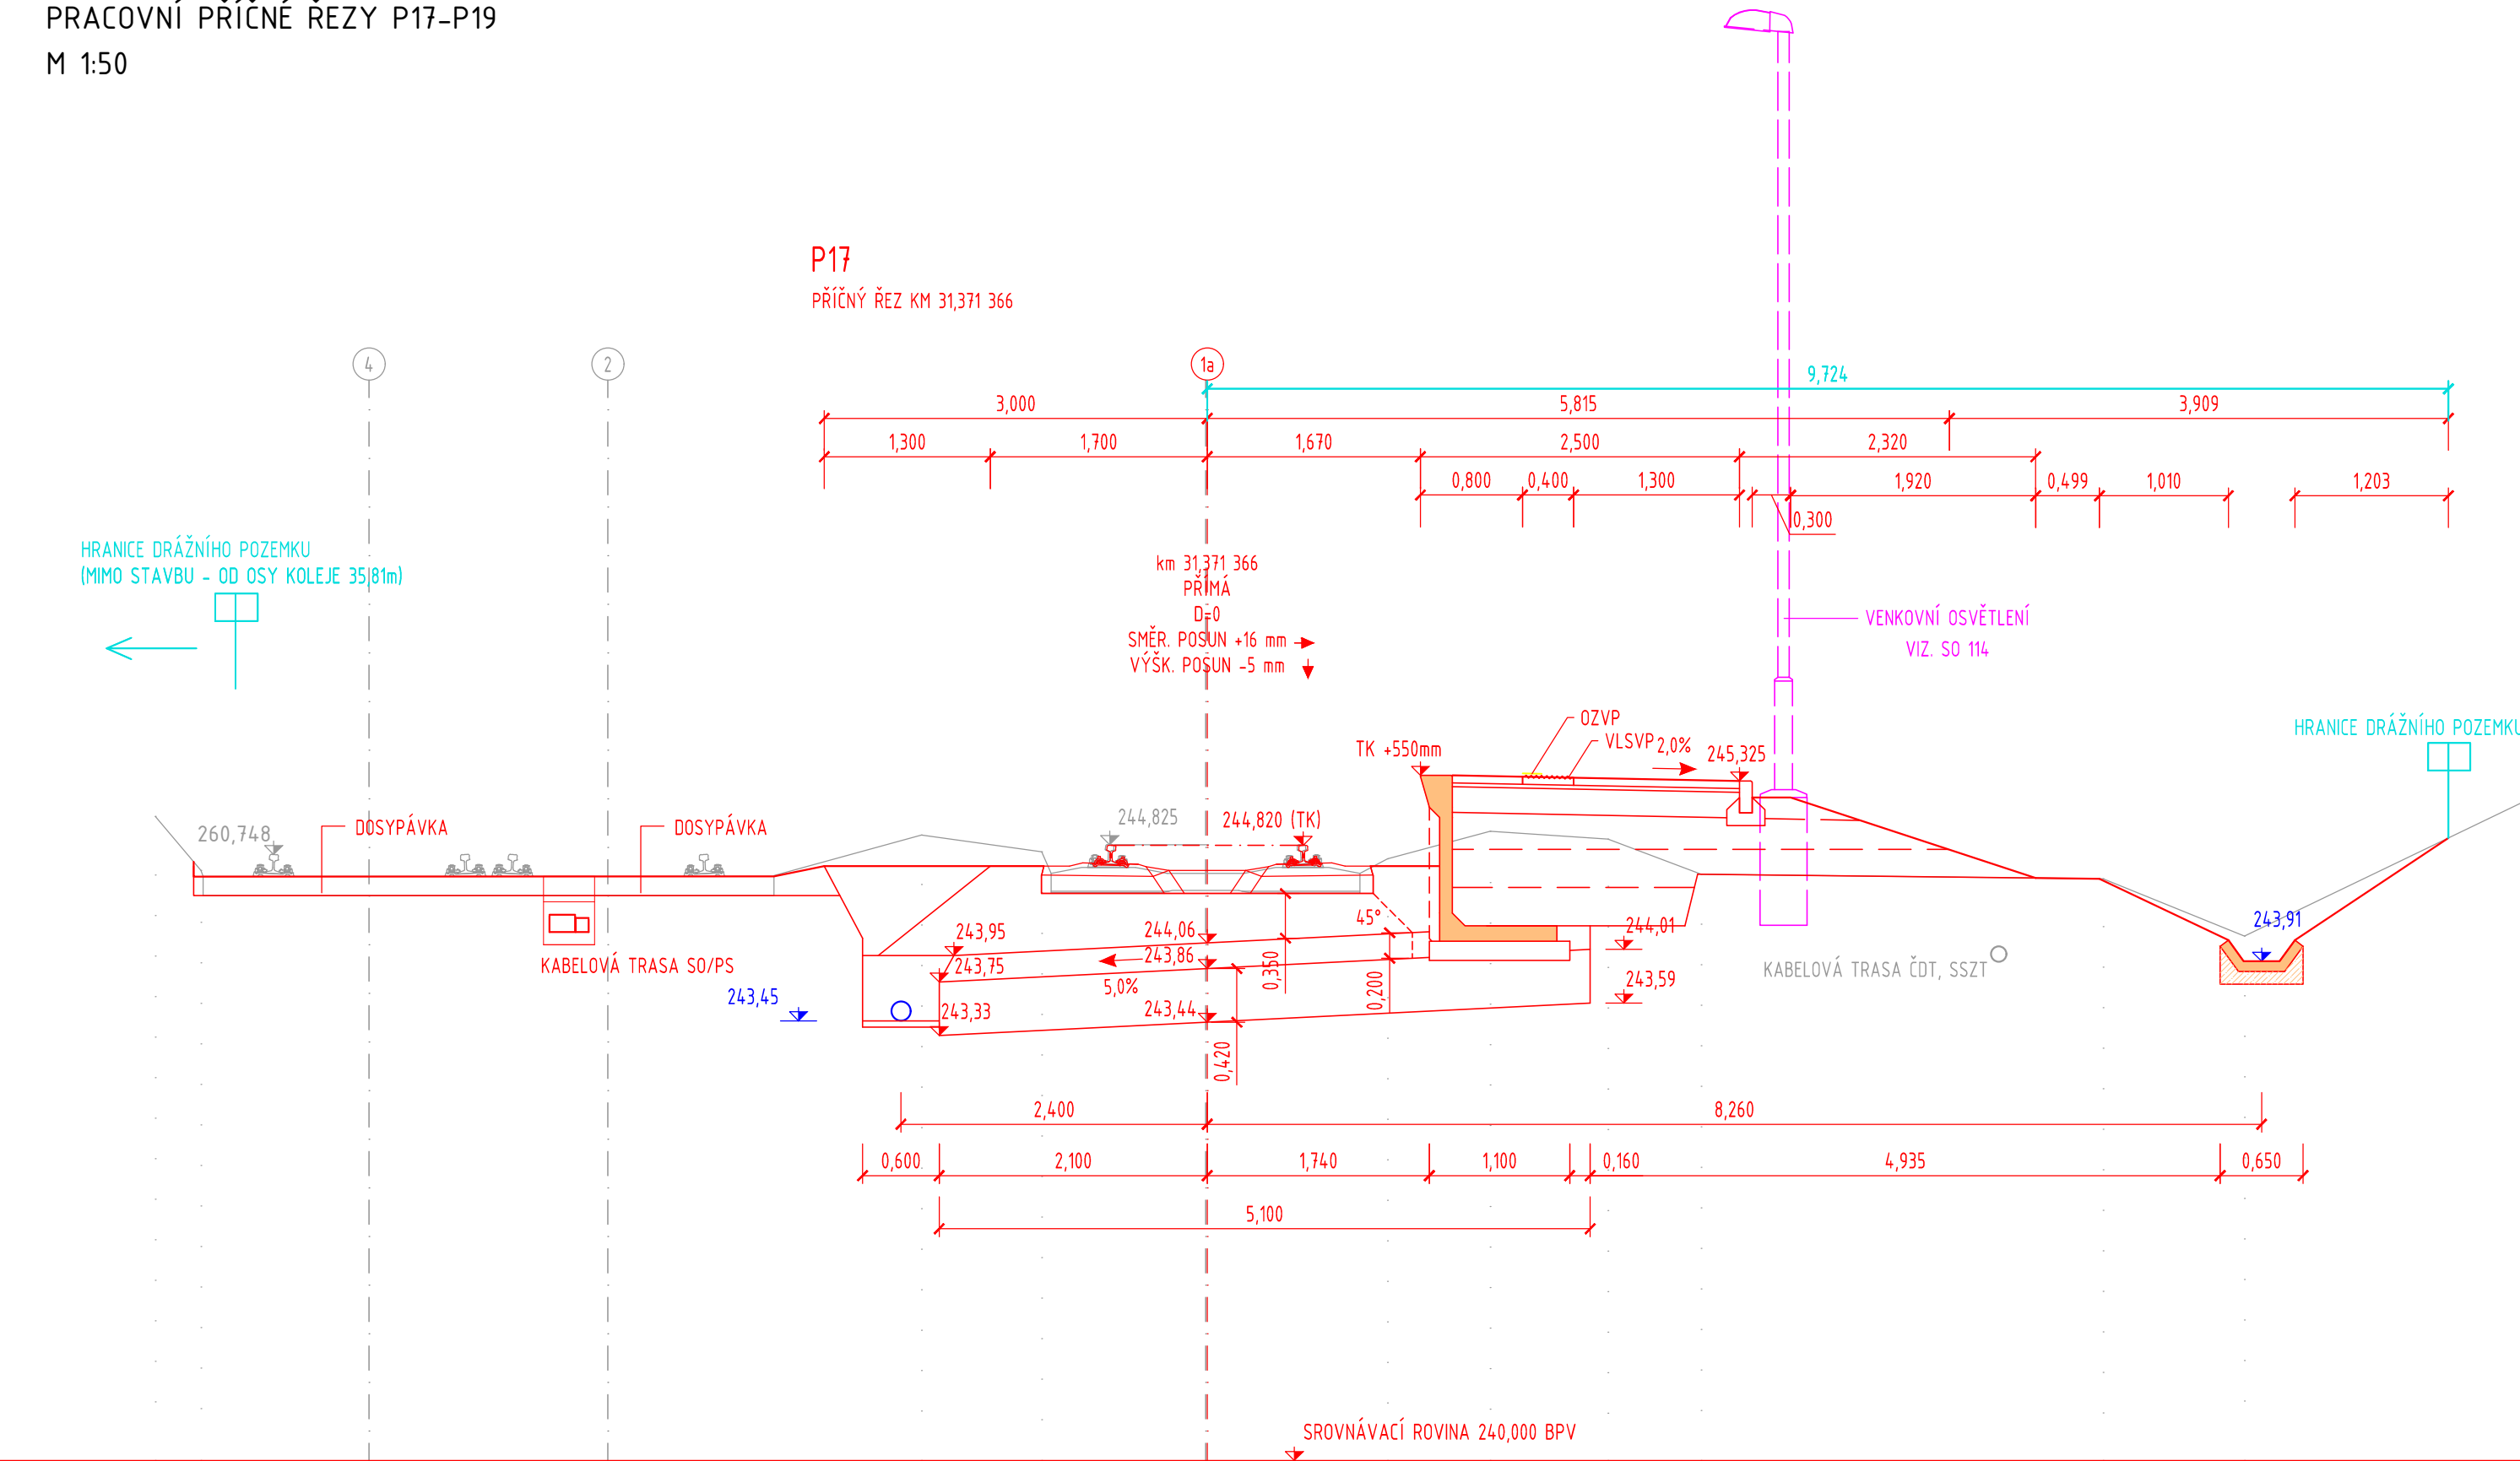 PRACOVNÍ PŘÍČNÉ ŘEZY P17-P19
M 1:50
P17
PŘÍČNÝ ŘEZ KM 31,371 366
4
2
1a
9,724
3,000
5,815
3,909
1,300
1,700
1,670
2,500
2,320
0,800
0,400
1,300
1,920
0,499
1,010
1,203
0,300
HRANICE DRÁŽNÍHO POZEMKU
(MIMO STAVBU - OD OSY KOLEJE 35,81m)
km 31,371 366
PŘÍMÁ
D=0
SMĚR. POSUN +16 mm
VÝŠK. POSUN -5 mm
VENKOVNÍ OSVĚTLENÍ
VIZ. SO 114
OZVP
VLSVP
2,0%
245,325
TK +550mm
HRANICE DRÁŽNÍHO POZEMKU
260,748
DOSYPÁVKA
DOSYPÁVKA
244,825
244,820 (TK)
45°
243,95
244,06
244,01
243,91
KABELOVÁ TRASA SO/PS
243,75
243,86
5,0%
0,350
0,200
243,59
KABELOVÁ TRASA ČDT, SSZT
243,45
243,33
243,44
0,420
2,400
8,260
0,600
2,100
1,740
1,100
0,160
4,935
0,650
5,100
SROVNÁVACÍ ROVINA 240,000 BPV